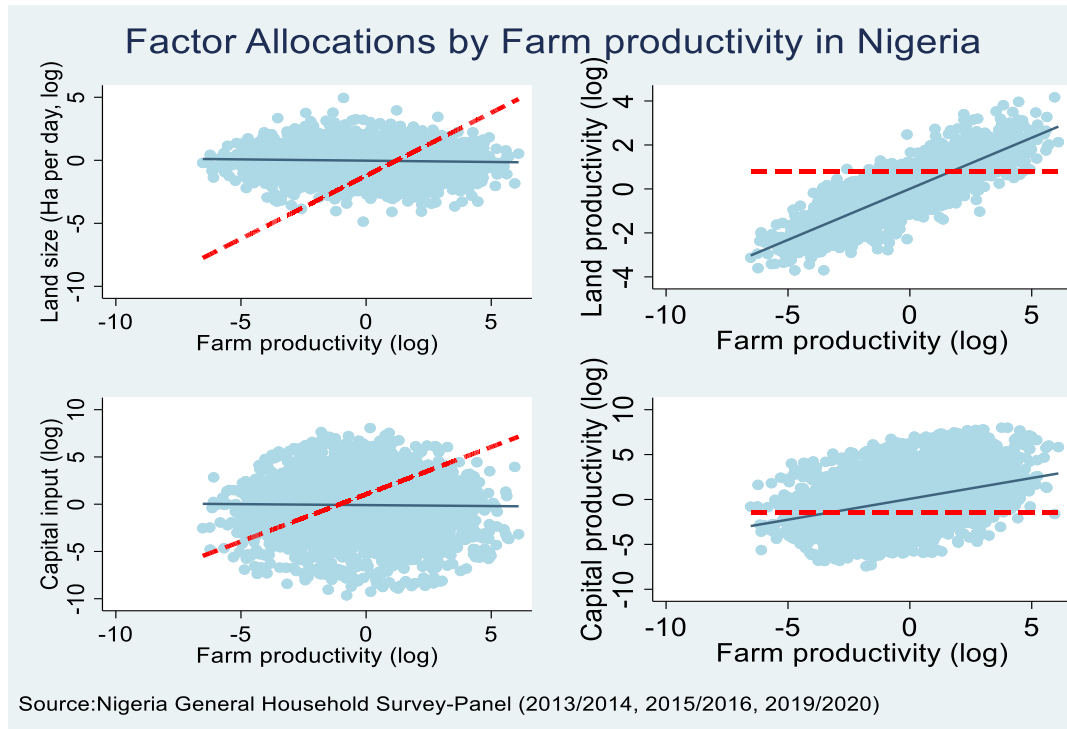 Factor Allocations by Farm productivity in Nigeria
Land size (Ha per day, log)
5
0
-5
-10
-10 -5 0 5
Farm productivity (log)
Land productivity (log)
4
2
0
-2
-4
-10 -5 0 5
Farm productivity (log)
Capital input (log)
10
5
0
-5
-10
-10 -5 0 5
Farm productivity (log)
Capital productivity (log)
10
5
0
-5
-10
-10 -5 0 5
Farm productivity (log)
Source:Nigeria General Household Survey-Panel (2013/2014, 2015/2016, 2019/2020)